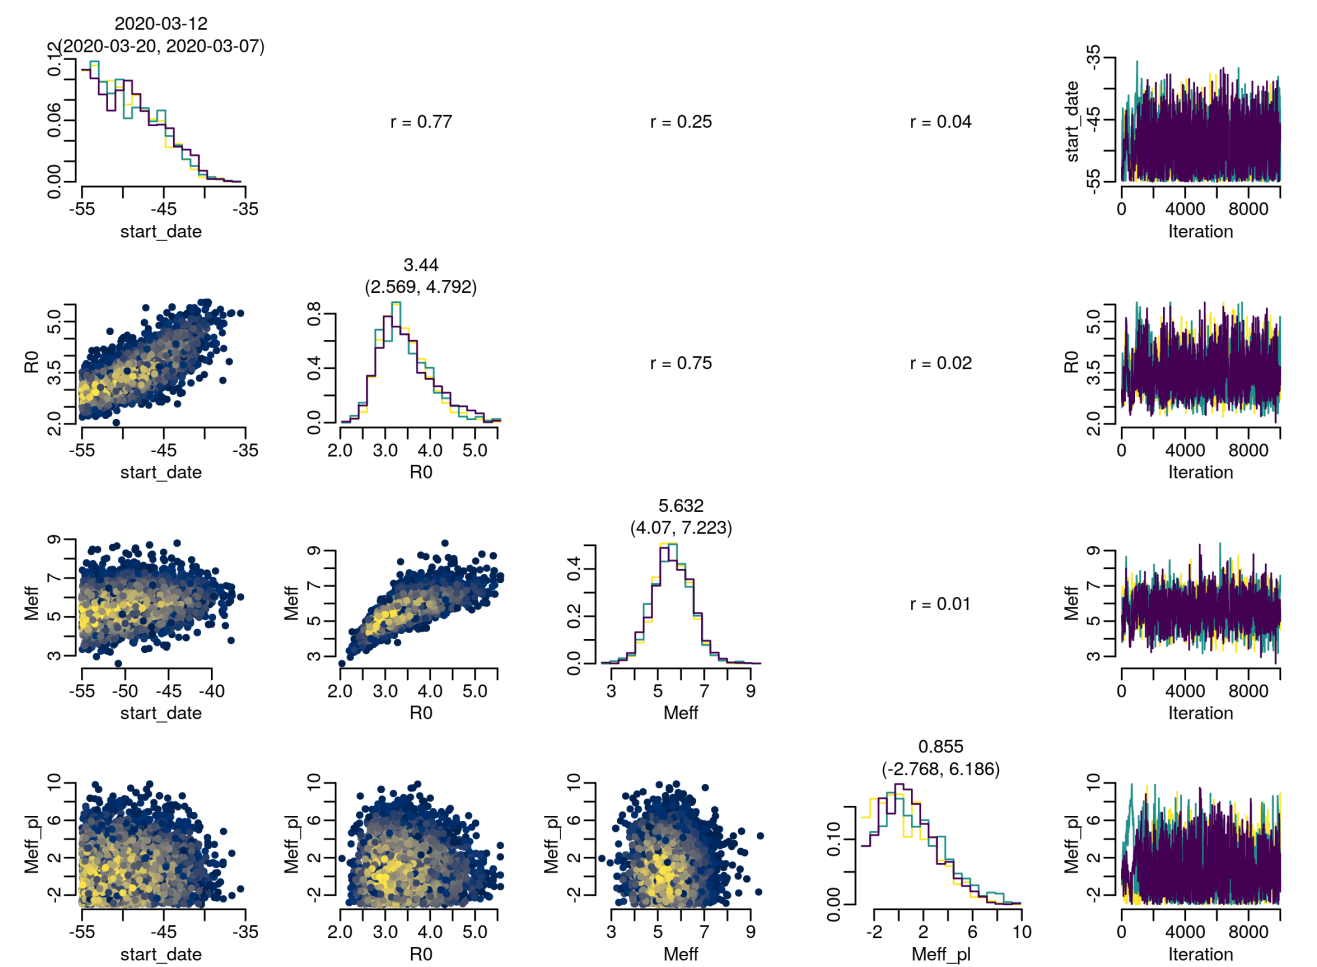 2020-03-12
(2020-03-20, 2020-03-07)
0.00 0.06 0.12
-55 -45 -35
start_date
r = 0.77
r = 0.25
r = 0.04
start_date
-55 -45 -35
0 4000 8000
Iteration
R0
2.0 3.5 5.0
-55 -45 -35
start_date
3.44
(2.569, 4.792)
0.0 0.4 0.8
2.0 3.0 4.0 5.0
R0
r = 0.75
r = 0.02
R0
2.0 3.5 5.0
0 4000 8000
Iteration
Meff
3 5 7 9
-55 -50 -45 -40
start_date
Meff
3 5 7 9
2.0 3.0 4.0 5.0
R0
5.632
(4.07, 7.223)
0.0 0.2 0.4
3 5 7 9
Meff
r = 0.01
Meff
3 5 7 9
0 4000 8000
Iteration
Meff_pl
-2 2 6 10
-55 -45 -35
start_date
Meff_pl
-2 2 6 10
2.0 3.0 4.0 5.0
R0
Meff_pl
-2 2 6 10
3 5 7 9
Meff
0.855
(-2.768, 6.186)
0.00 0.10
-2 2 6 10
Meff_pl
Meff_pl
-2 2 6 10
0 4000 8000
Iteration